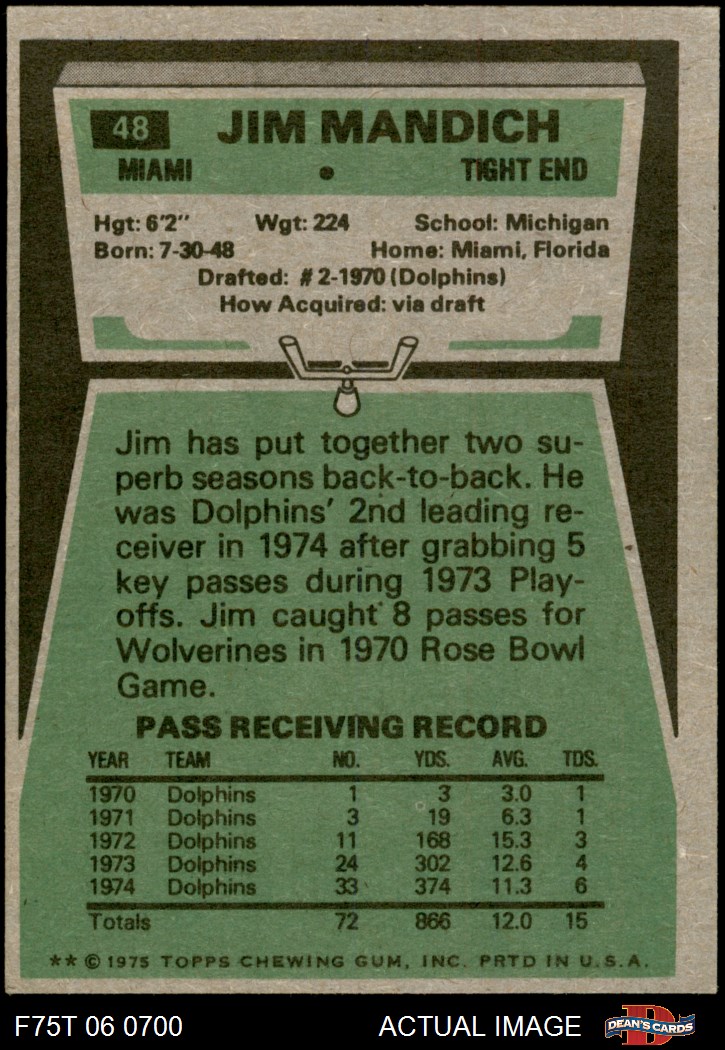 48 JIM MANDICH
MIAMI • TIGHT END
Hgt: 6'2" Wgt: 224 School: Michigan
Born: 7-30-48 Home: Miami, Florida
Drafted: #2-1970 (Dolphins)
How Acquired: via draft
Jim has put together two su-
perb seasons back-to-back. He
was Dolphins' 2nd leading re-
ceiver in 1974 after grabbing 5
key passes during 1973 Play-
offs. Jim caught 8 passes for
Wolverines in 1970 Rose Bowl
Game.
PASS RECEIVING RECORD
YEAR TEAM NO. YDS. AVG. TDS.
1970 Dolphins 1 3 3.0 1
1971 Dolphins 3 19 6.3 1
1972 Dolphins 11 168 15.3 3
1973 Dolphins 24 302 12.6 4
1974 Dolphins 33 374 11.3 6
Totals 72 866 12.0 15
** © 1975 TOPPS CHEWING GUM, INC. PRTD IN U.S.A.
F75T 06 0700 ACTUAL IMAGE DEAN'S CARDS